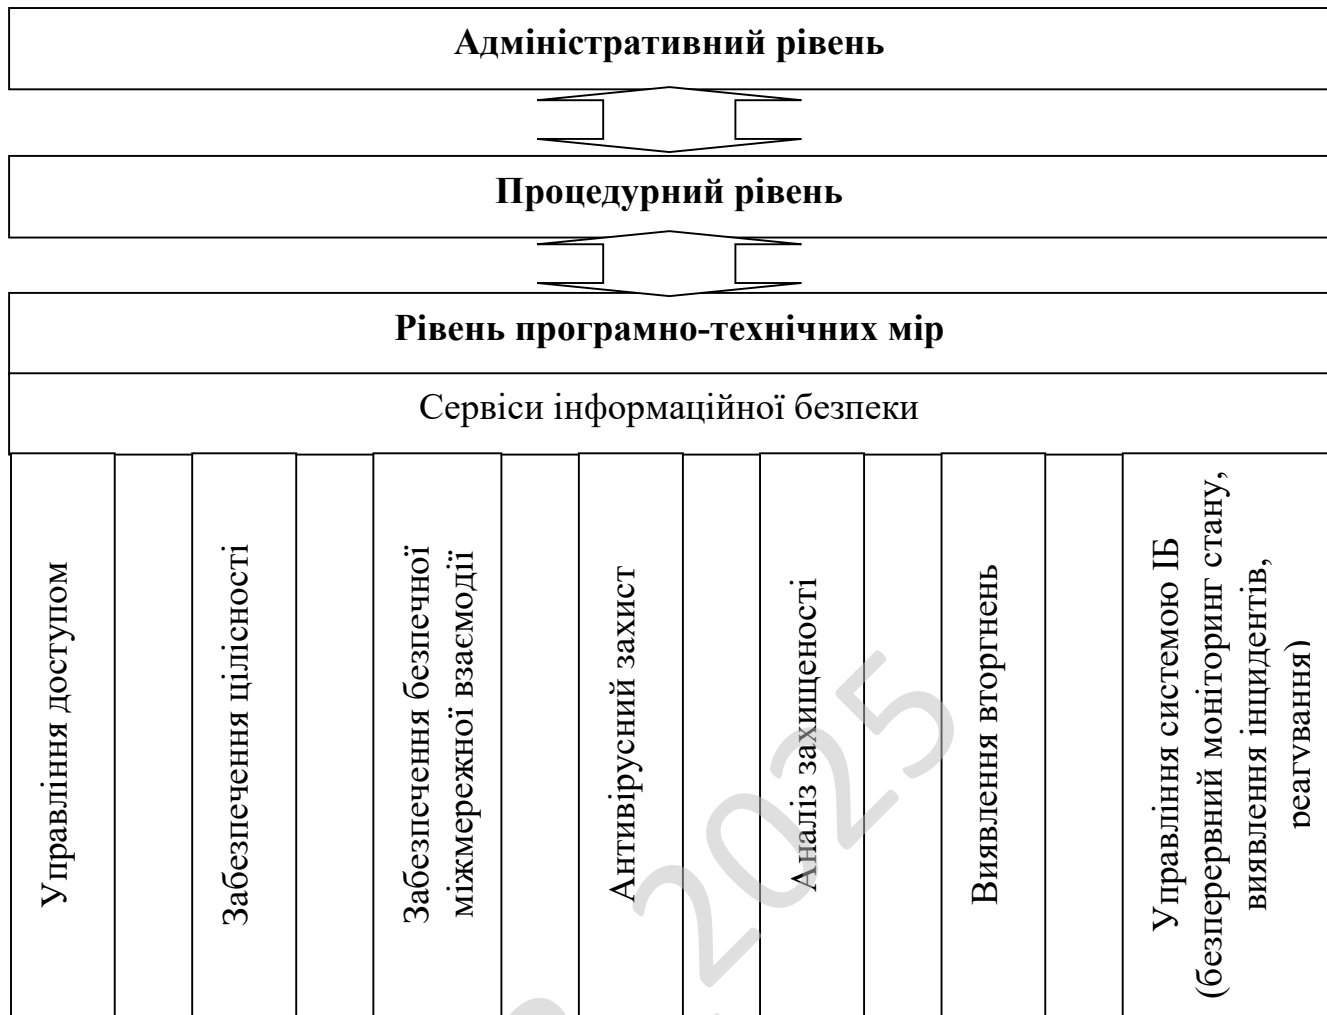 Адміністративний рівень
Процедурний рівень
Рівень програмно-технічних мір
Сервіси інформаційної безпеки
Управління доступом
Забезпечення цілісності
Забезпечення безпечної
міжмережної взаємодії
Антивірусний захист
Аналіз захищеності
Виявлення вторгнень
Управління системою ІБ
(безперервний моніторинг стану,
виявлення інцидентів,
реагування)
2025